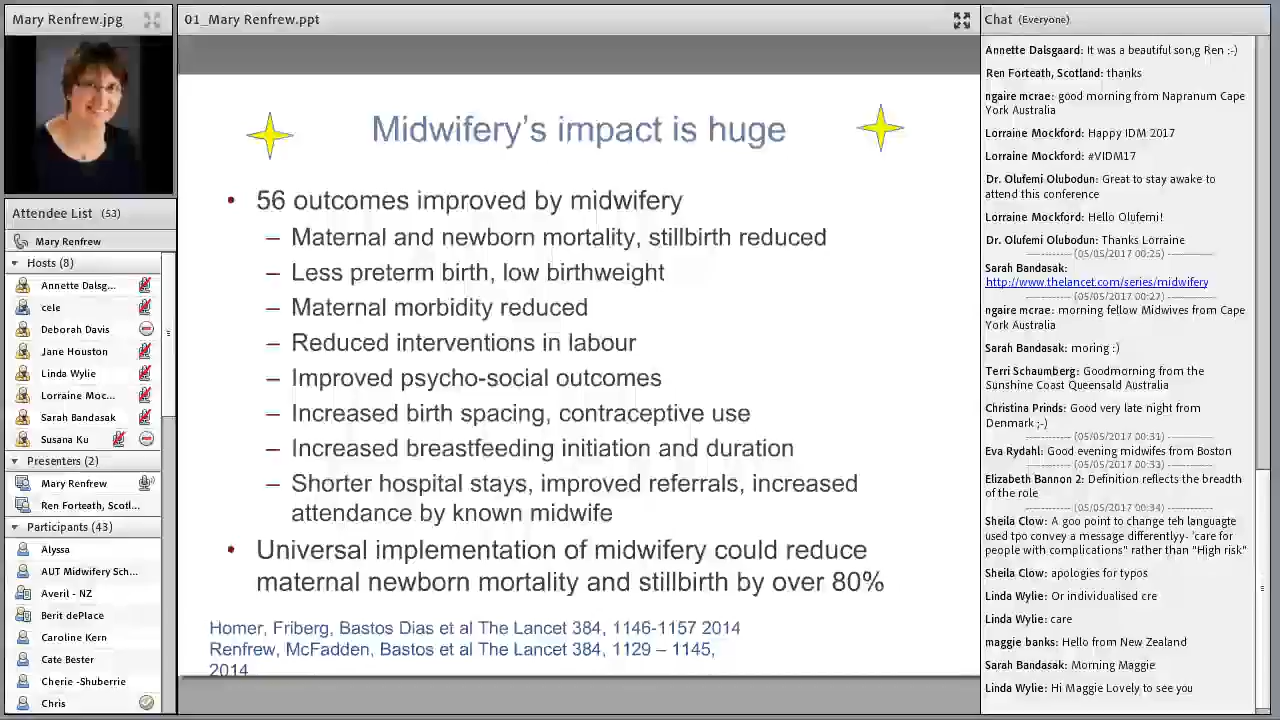 Mary Renfrew.jpg
Attendee List (53)
Mary Renfrew
Hosts (8)
Annette Dalsg...
cele
Deborah Davis
Jane Houston
Linda Wylie
Lorraine Moc...
Sarah Bandasak
Susana Ku
Presenters (2)
Mary Renfrew
Ren Forteath, Scotl...
Participants (43)
Alyssa
AUT Midwifery Sch...
Averil - NZ
Berit dePlace
Caroline Kern
Cate Bester
Cherie -Shuberrie
Chris
01_Mary Renfrew.ppt
Midwifery's impact is huge
• 56 outcomes improved by midwifery
– Maternal and newborn mortality, stillbirth reduced
– Less preterm birth, low birthweight
– Maternal morbidity reduced
– Reduced interventions in labour
– Improved psycho-social outcomes
– Increased birth spacing, contraceptive use
– Increased breastfeeding initiation and duration
– Shorter hospital stays, improved referrals, increased
attendance by known midwife
• Universal implementation of midwifery could reduce
maternal newborn mortality and stillbirth by over 80%
Homer, Friberg, Bastos Dias et al The Lancet 384, 1146-1157 2014
Renfrew, McFadden, Bastos et al The Lancet 384, 1129 – 1145,
2014
Chat (Everyone)
Annette Dalsgaard: It was a beautiful son,g Ren :-)
Ren Forteath, Scotland: thanks
ngaire mcrae: good morning from Napranum Cape
York Australia
Lorraine Mockford: Happy IDM 2017
Lorraine Mockford: #VIDM17
Dr. Olufemi Olubodun: Great to stay awake to
attend this conference
Lorraine Mockford: Hello Olufemi!
Dr. Olufemi Olubodun: Thanks Lorraine
----------- (05/05/2017 00:25) -----------
Sarah Bandasak:
http://www.thelancet.com/series/midwifery
----------- (05/05/2017 00:27) -----------
ngaire mcrae: morning fellow Midwives from Cape
York Australia
Sarah Bandasak: moring :)
Terri Schaumberg: Goodmorning from the
Sunshine Coast Queensald Australia
Christina Prinds: Good very late night from
Denmark ;-)
----------- (05/05/2017 00:31) -----------
Eva Rydahl: Good evening midwifes from Boston
----------- (05/05/2017 00:33) -----------
Elizabeth Bannon 2: Definition reflects the breadth
of the role
----------- (05/05/2017 00:34) -----------
Sheila Clow: A goo point to change teh languagte
used tpo convey a message differentlyy- 'care for
people with complications" rather than "High risk"
Sheila Clow: apologies for typos
Linda Wylie: Or individualised cre
Linda Wylie: care
maggie banks: Hello from New Zealand
Sarah Bandasak: Morning Maggie
Linda Wylie: Hi Maggie Lovely to see you